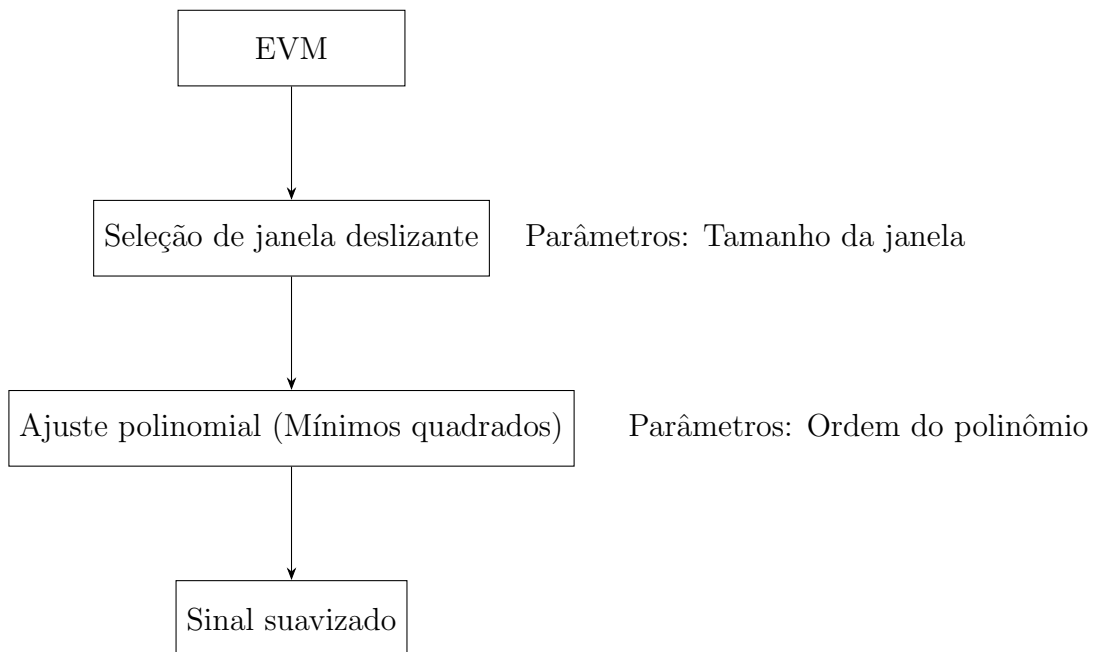 EVM
Seleção de janela deslizante
Parâmetros: Tamanho da janela
Ajuste polinomial (Mínimos quadrados)
Parâmetros: Ordem do polinômio
Sinal suavizado